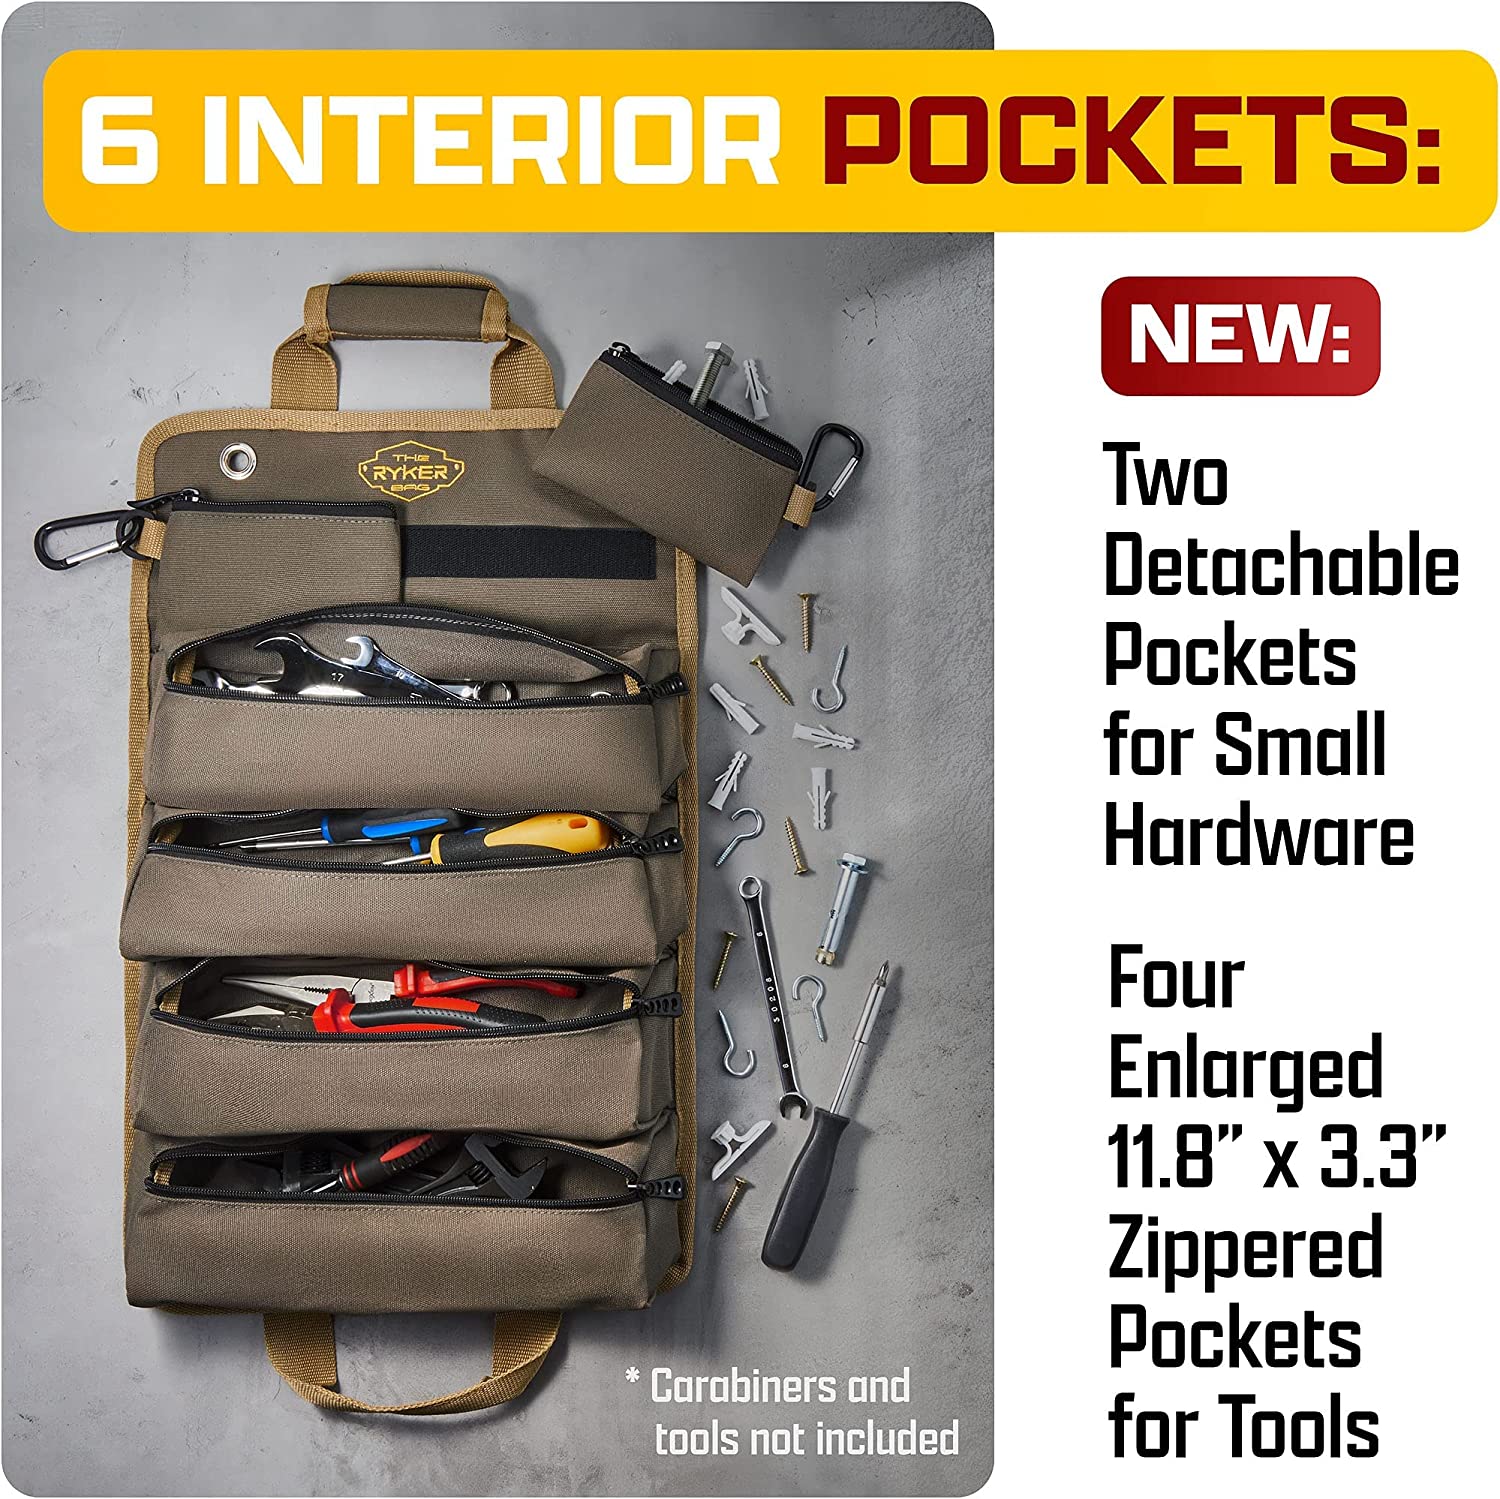 6 INTERIOR POCKETS:
NEW:
Two
Detachable
Pockets
for Small
Hardware
Four
Enlarged
11.8” x 3.3”
Zippered
Pockets
for Tools
THE
RYKER
BAG
17
* Carabiners and
tools not included